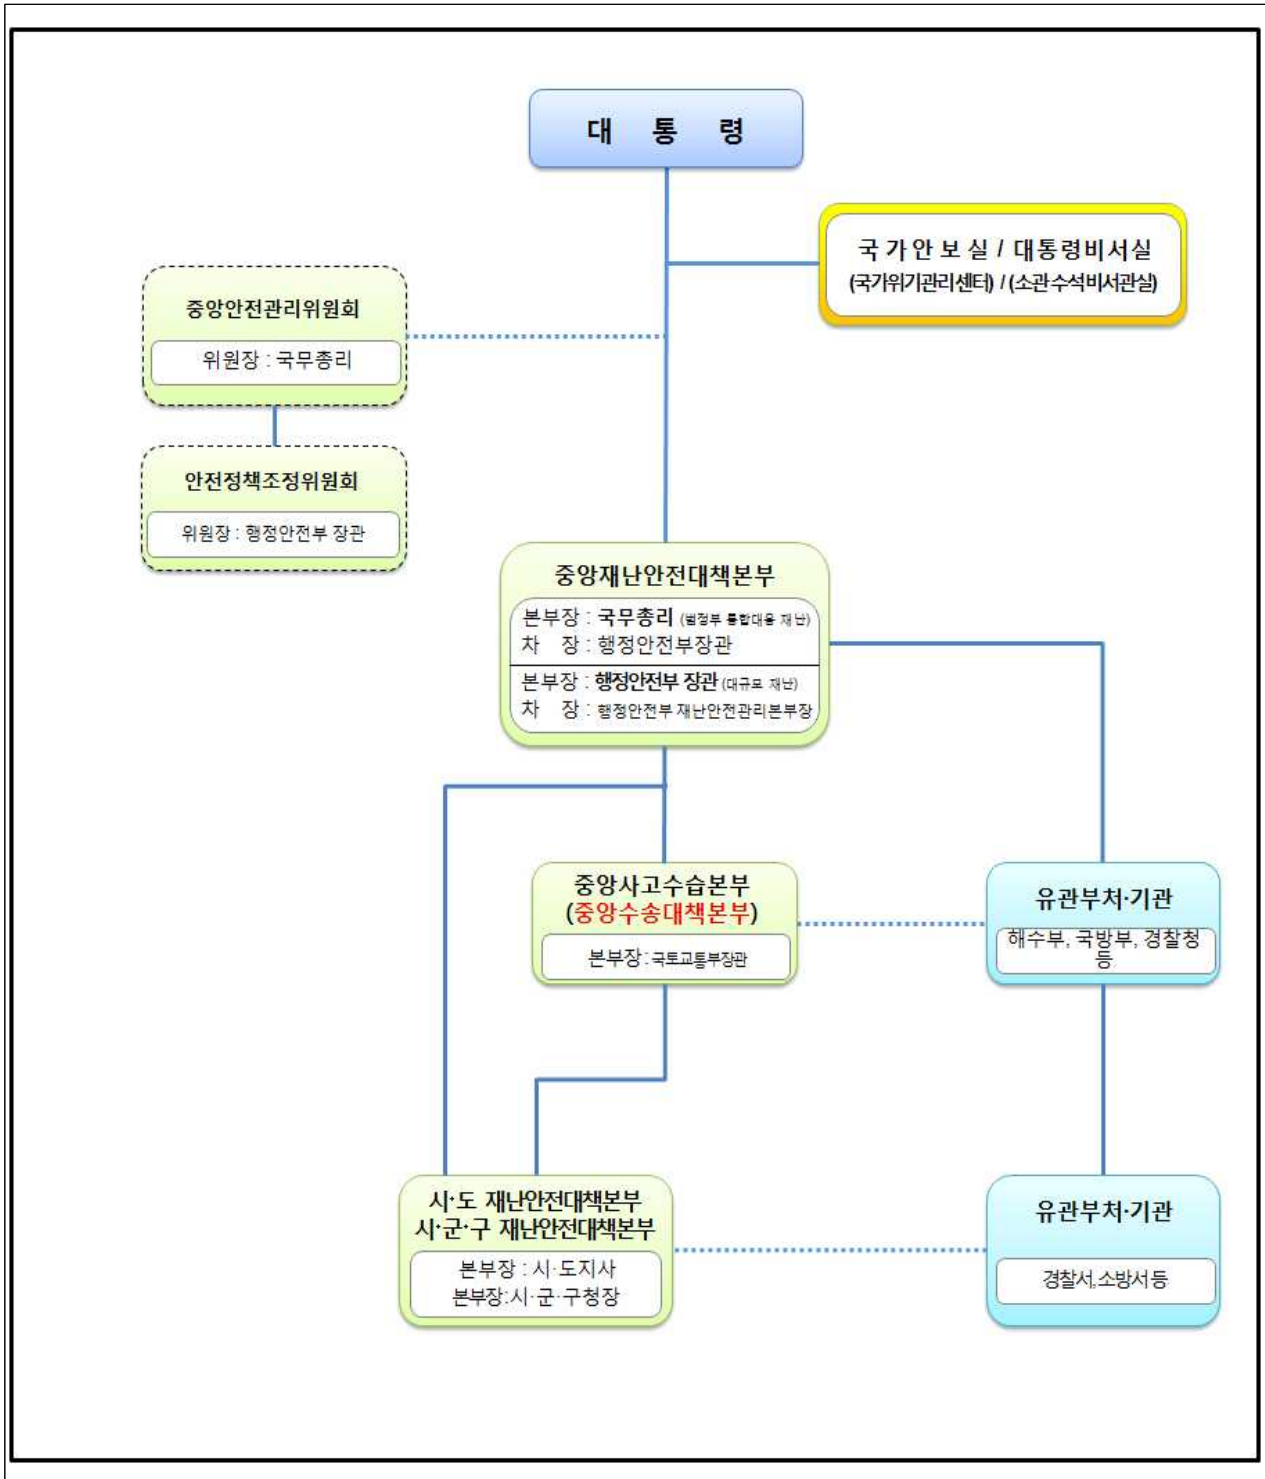 대 통 령
국 가 안 보 실 / 대통령비서실
(국가위기관리센터) / (소관수석비서관실)
중앙안전관리위원회
위원장 : 국무총리
안전정책조정위원회
위원장 : 행정안전부 장관
중앙재난안전대책본부
본부장 : 국무총리 (범정부 통합대응 재난)
차 장 : 행정안전부장관
본부장 : 행정안전부 장관 (대규모 재난)
차 장 : 행정안전부 재난안전관리본부장
중앙사고수습본부
(중앙수송대책본부)
본부장 : 국토교통부장관
유관부처·기관
해수부, 국방부, 경찰청
등
시·도 재난안전대책본부
시·군·구 재난안전대책본부
본부장 : 시·도지사
본부장:시·군·구청장
유관부처·기관
경찰서, 소방서 등